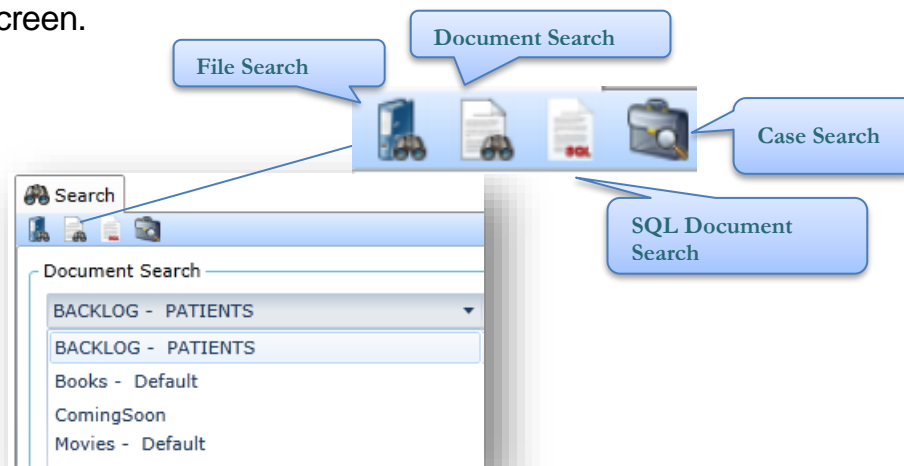 creen.
Document Search
File Search
SQL
Case Search
Search
SQL Document
Search
Document Search
BACKLOG - PATIENTS
BACKLOG - PATIENTS
Books - Default
ComingSoon
Movies - Default